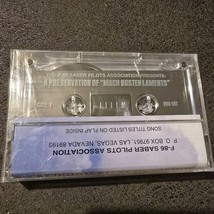 THE F-86 SABER PILOTS ASSOCIATION PRESENTS:
A PRESERVATION OF "MACH BUSTER LAMENTS"
F-86 SABER PILOTS ASSOCIATION
P. O. BOX 97951, LAS VEGAS, NEVADA 89193
SONG TITLES LISTED ON FLAP INSIDE